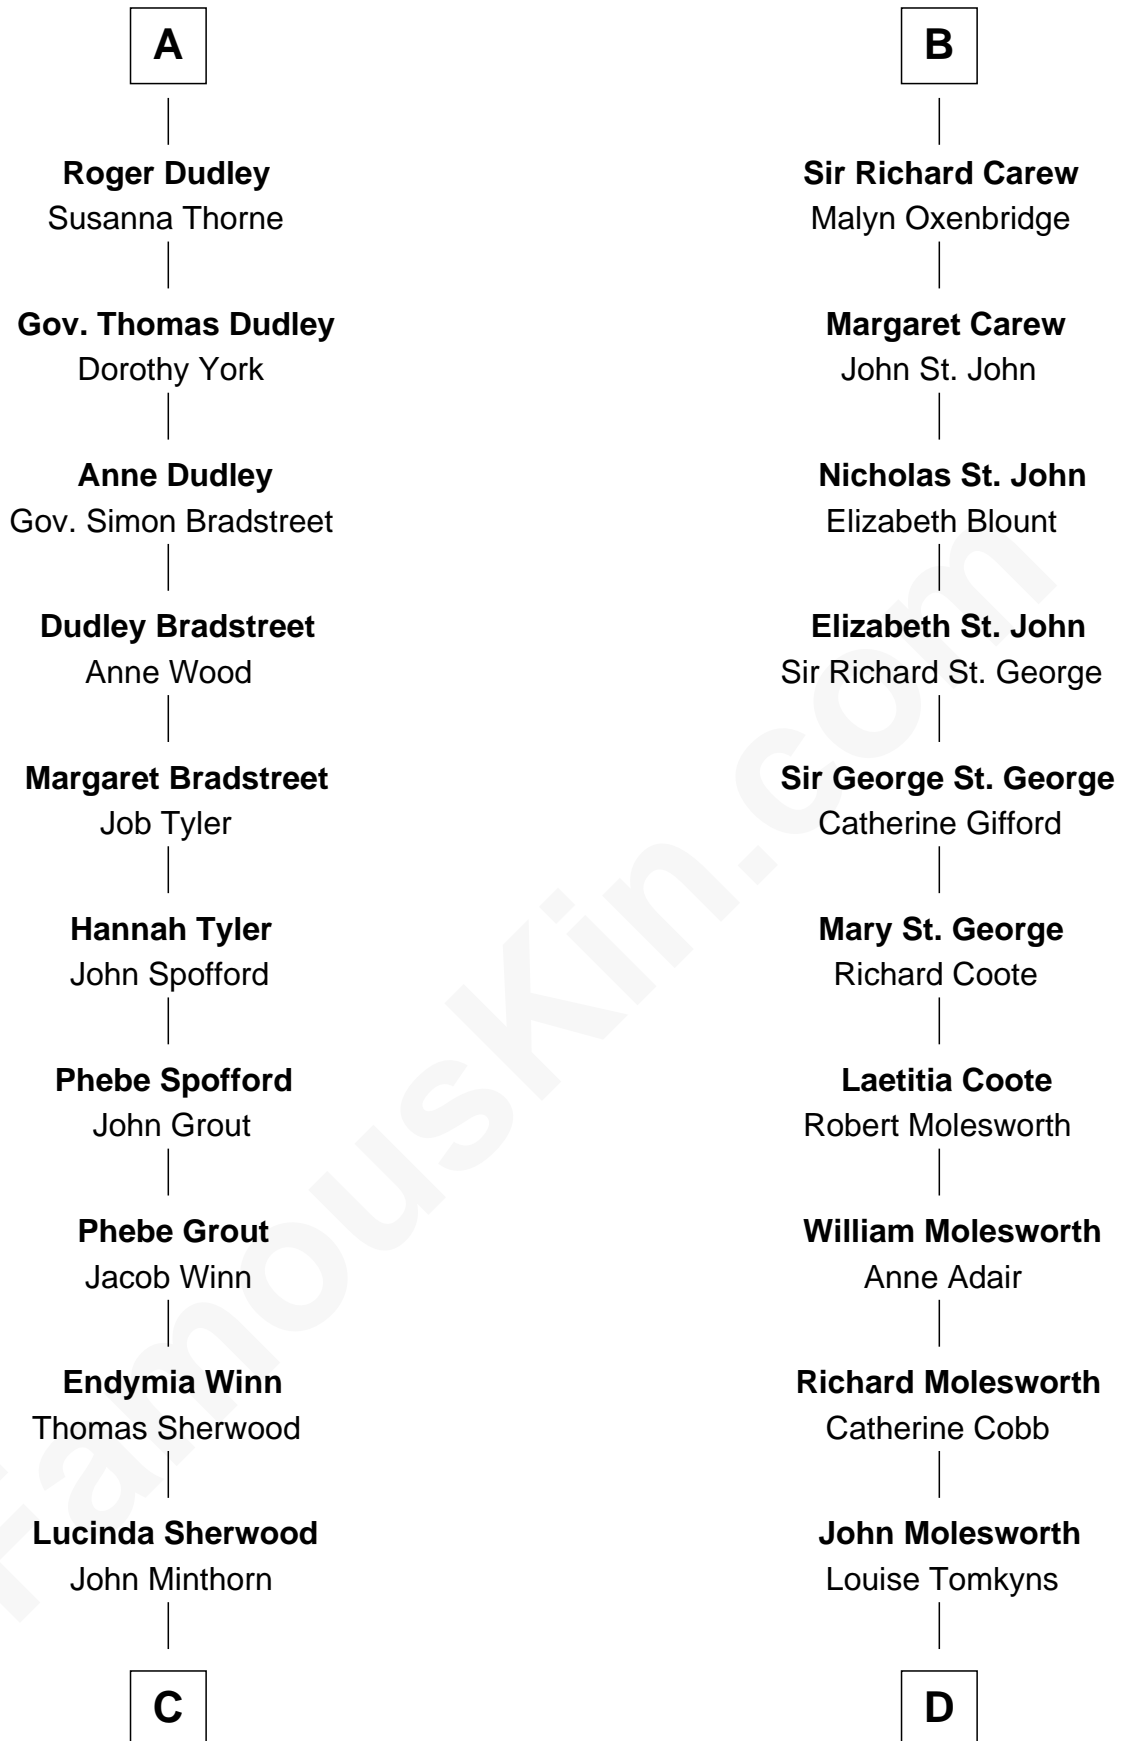 A
Roger Dudley
Susanna Thorne
Gov. Thomas Dudley
Dorothy York
Anne Dudley
Gov. Simon Bradstreet
Dudley Bradstreet
Anne Wood
Margaret Bradstreet
Job Tyler
Hannah Tyler
John Spofford
Phebe Spofford
John Grout
Phebe Grout
Jacob Winn
Endymia Winn
Thomas Sherwood
Lucinda Sherwood
John Minthorn
C
B
Sir Richard Carew
Malyn Oxenbridge
Margaret Carew
John St. John
Nicholas St. John
Elizabeth Blount
Elizabeth St. John
Sir Richard St. George
Sir George St. George
Catherine Gifford
Mary St. George
Richard Coote
Laetitia Coote
Robert Molesworth
William Molesworth
Anne Adair
Richard Molesworth
Catherine Cobb
John Molesworth
Louise Tomkyns
D
FamousKin.com